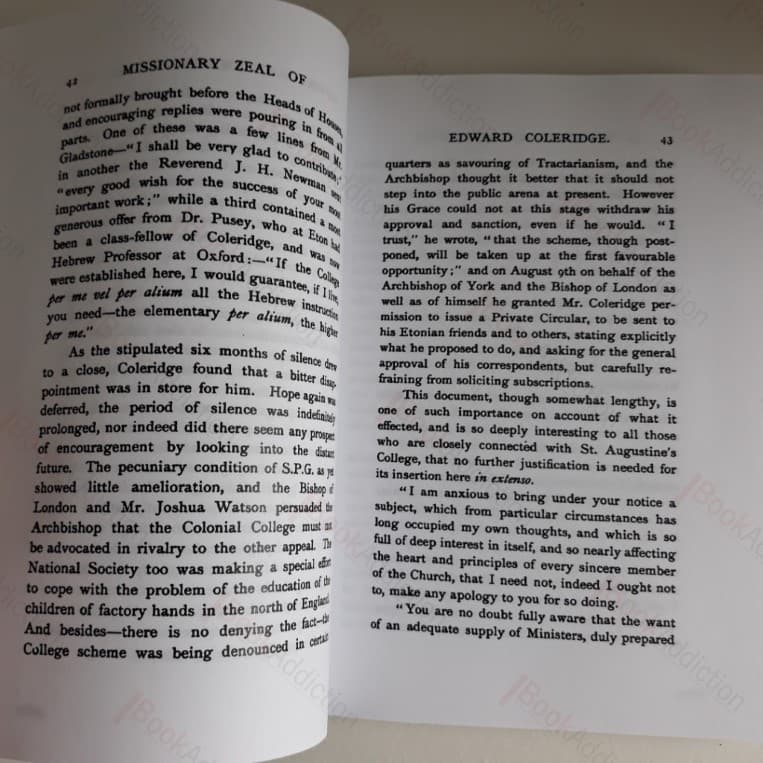 42 MISSIONARY ZEAL OF
not formally brought before the Heads of Houses,
and encouraging replies were pouring in from all
parts. One of these was a few lines from Mr.
Gladstone—"I shall be very glad to contribute;"
in another the Reverend J. H. Newman sent
"every good wish for the success of your most
important work;" while a third contained a most
generous offer from Dr. Pusey, who at Eton had
been a class-fellow of Coleridge, and was now
Hebrew Professor at Oxford:—"If the College
were established here, I would guarantee, if I live,
per me vel per alium all the Hebrew instruction
you need—the elementary per alium, the higher
per me."
As the stipulated six months of silence drew
to a close, Coleridge found that a bitter disap-
pointment was in store for him. Hope again was
deferred, the period of silence was indefinitely
prolonged, nor indeed did there seem any prospect
of encouragement by looking into the distant
future. The pecuniary condition of S.P.G. as yet
showed little amelioration, and the Bishop of
London and Mr. Joshua Watson persuaded the
Archbishop that the Colonial College must not
be advocated in rivalry to the other appeal. The
National Society too was making a special effort
to cope with the problem of the education of the
children of factory hands in the north of England.
And besides—there is no denying the fact—the
College scheme was being denounced in certain
EDWARD COLERIDGE. 43
quarters as savouring of Tractarianism, and the
Archbishop thought it better that it should not
step into the public arena at present. However
his Grace could not at this stage withdraw his
approval and sanction, even if he would. "I
trust," he wrote, "that the scheme, though post-
poned, will be taken up at the first favourable
opportunity;" and on August 9th on behalf of the
Archbishop of York and the Bishop of London as
well as of himself he granted Mr. Coleridge per-
mission to issue a Private Circular, to be sent to
his Etonian friends and to others, stating explicitly
what he proposed to do, and asking for the general
approval of his correspondents, but carefully re-
fraining from soliciting subscriptions.
This document, though somewhat lengthy, is
one of such importance on account of what it
effected, and is so deeply interesting to all those
who are closely connected with St. Augustine's
College, that no further justification is needed for
its insertion here in extenso.
"I am anxious to bring under your notice a
subject, which from particular circumstances has
long occupied my own thoughts, and which is so
full of deep interest in itself, and so nearly affecting
the heart and principles of every sincere member
of the Church, that I need not, indeed I ought not
to, make any apology to you for so doing.
"You are no doubt fully aware that the want
of an adequate supply of Ministers, duly prepared
BookAddiction